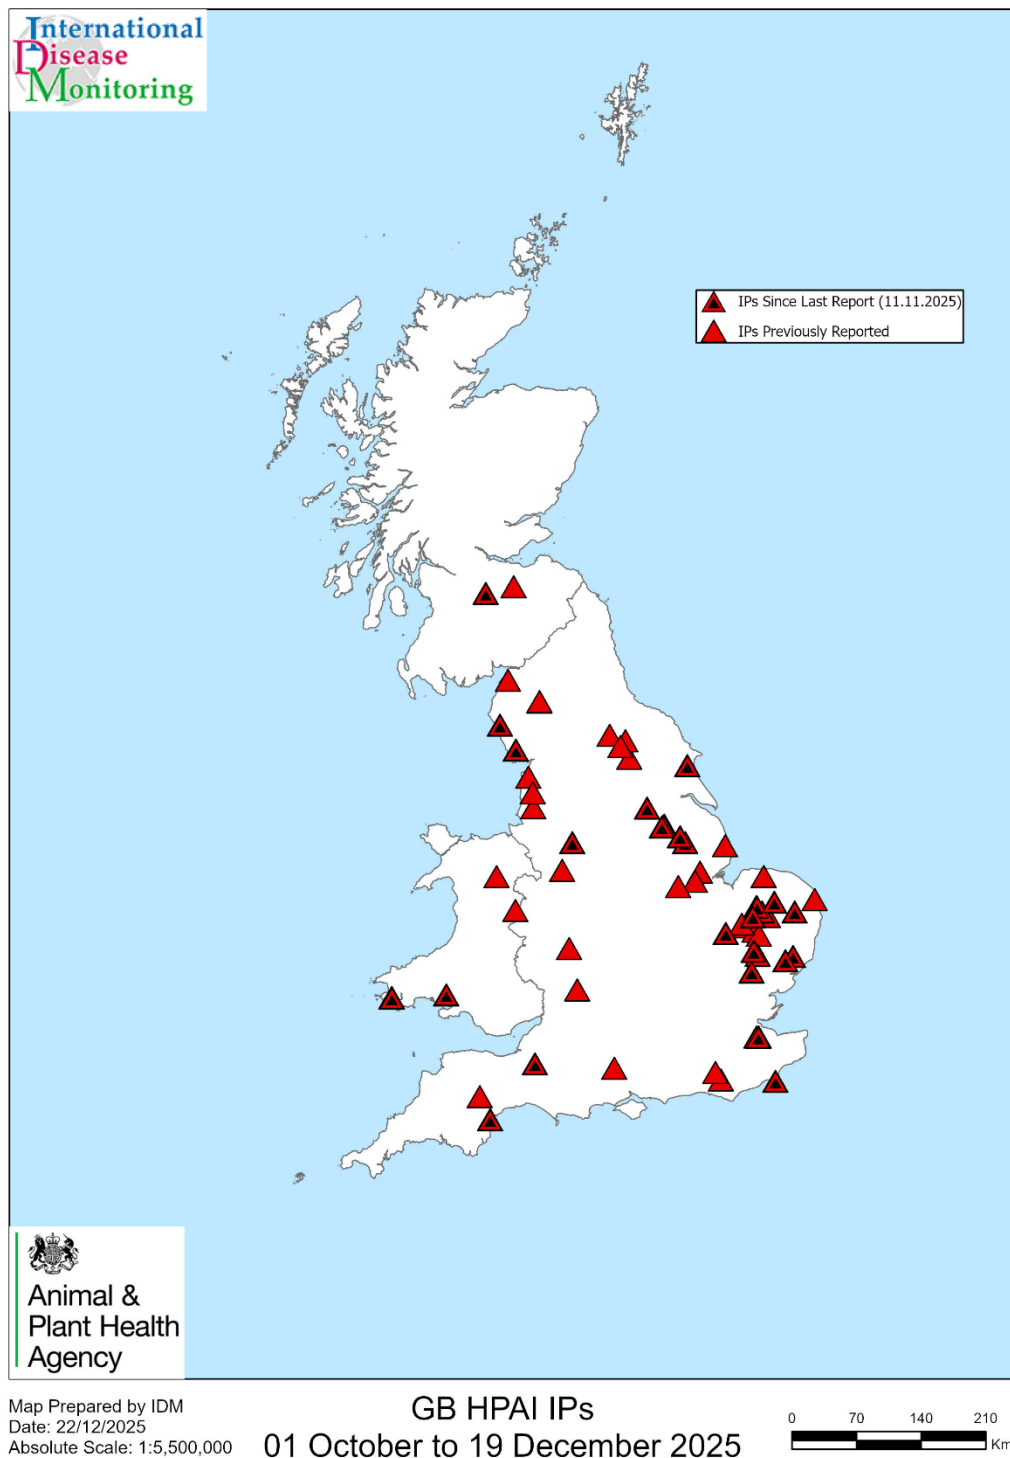 International
Disease
Monitoring
IPs Since Last Report (11.11.2025)
IPs Previously Reported
Animal &
Plant Health
Agency
Map Prepared by IDM
Date: 22/12/2025
Absolute Scale: 1:5,500,000
GB HPAI IPs
01 October to 19 December 2025
0 70 140 210
Km